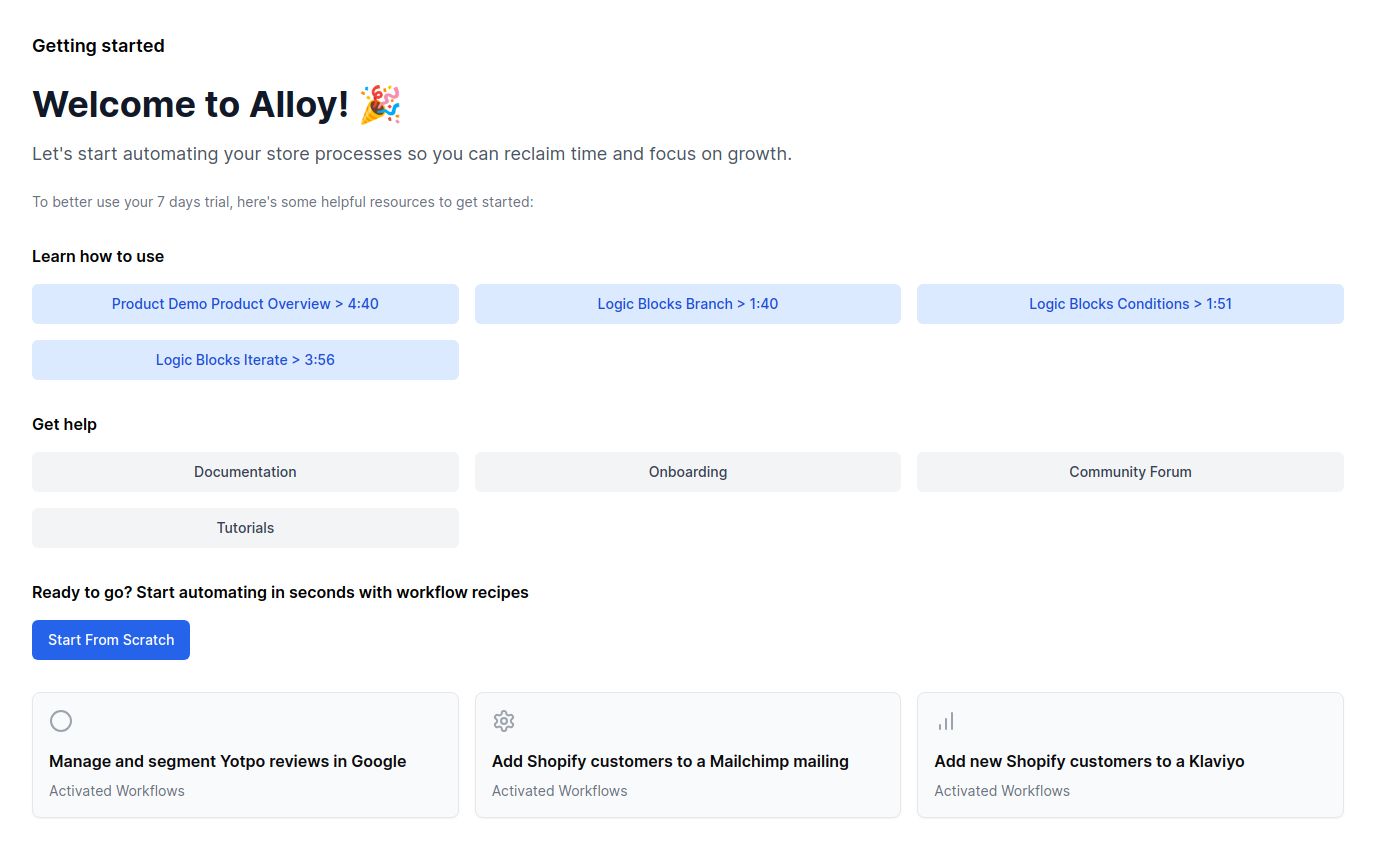 Getting started
Welcome to Alloy! 🎉
Let's start automating your store processes so you can reclaim time and focus on growth.
To better use your 7 days trial, here's some helpful resources to get started:
Learn how to use
Product Demo Product Overview > 4:40
Logic Blocks Branch > 1:40
Logic Blocks Conditions > 1:51
Logic Blocks Iterate > 3:56
Get help
Documentation
Onboarding
Community Forum
Tutorials
Ready to go? Start automating in seconds with workflow recipes
Start From Scratch
Manage and segment Yotpo reviews in Google
Activated Workflows
Add Shopify customers to a Mailchimp mailing
Activated Workflows
Add new Shopify customers to a Klaviyo
Activated Workflows